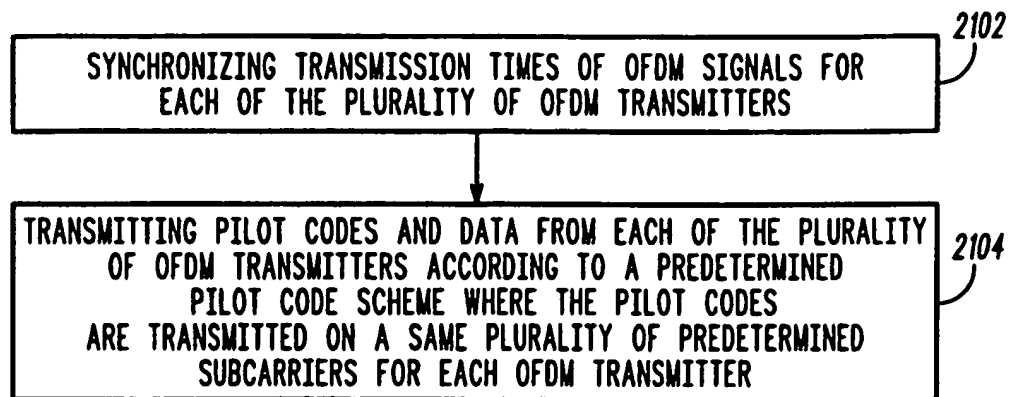 2102
SYNCHRONIZING TRANSMISSION TIMES OF OFDM SIGNALS FOR
EACH OF THE PLURALITY OF OFDM TRANSMITTERS
TRANSMITTING PILOT CODES AND DATA FROM EACH OF THE PLURALITY
OF OFDM TRANSMITTERS ACCORDING TO A PREDETERMINED
PILOT CODE SCHEME WHERE THE PILOT CODES
ARE TRANSMITTED ON A SAME PLURALITY OF PREDETERMINED
SUBCARRIERS FOR EACH OFDM TRANSMITTER
2104